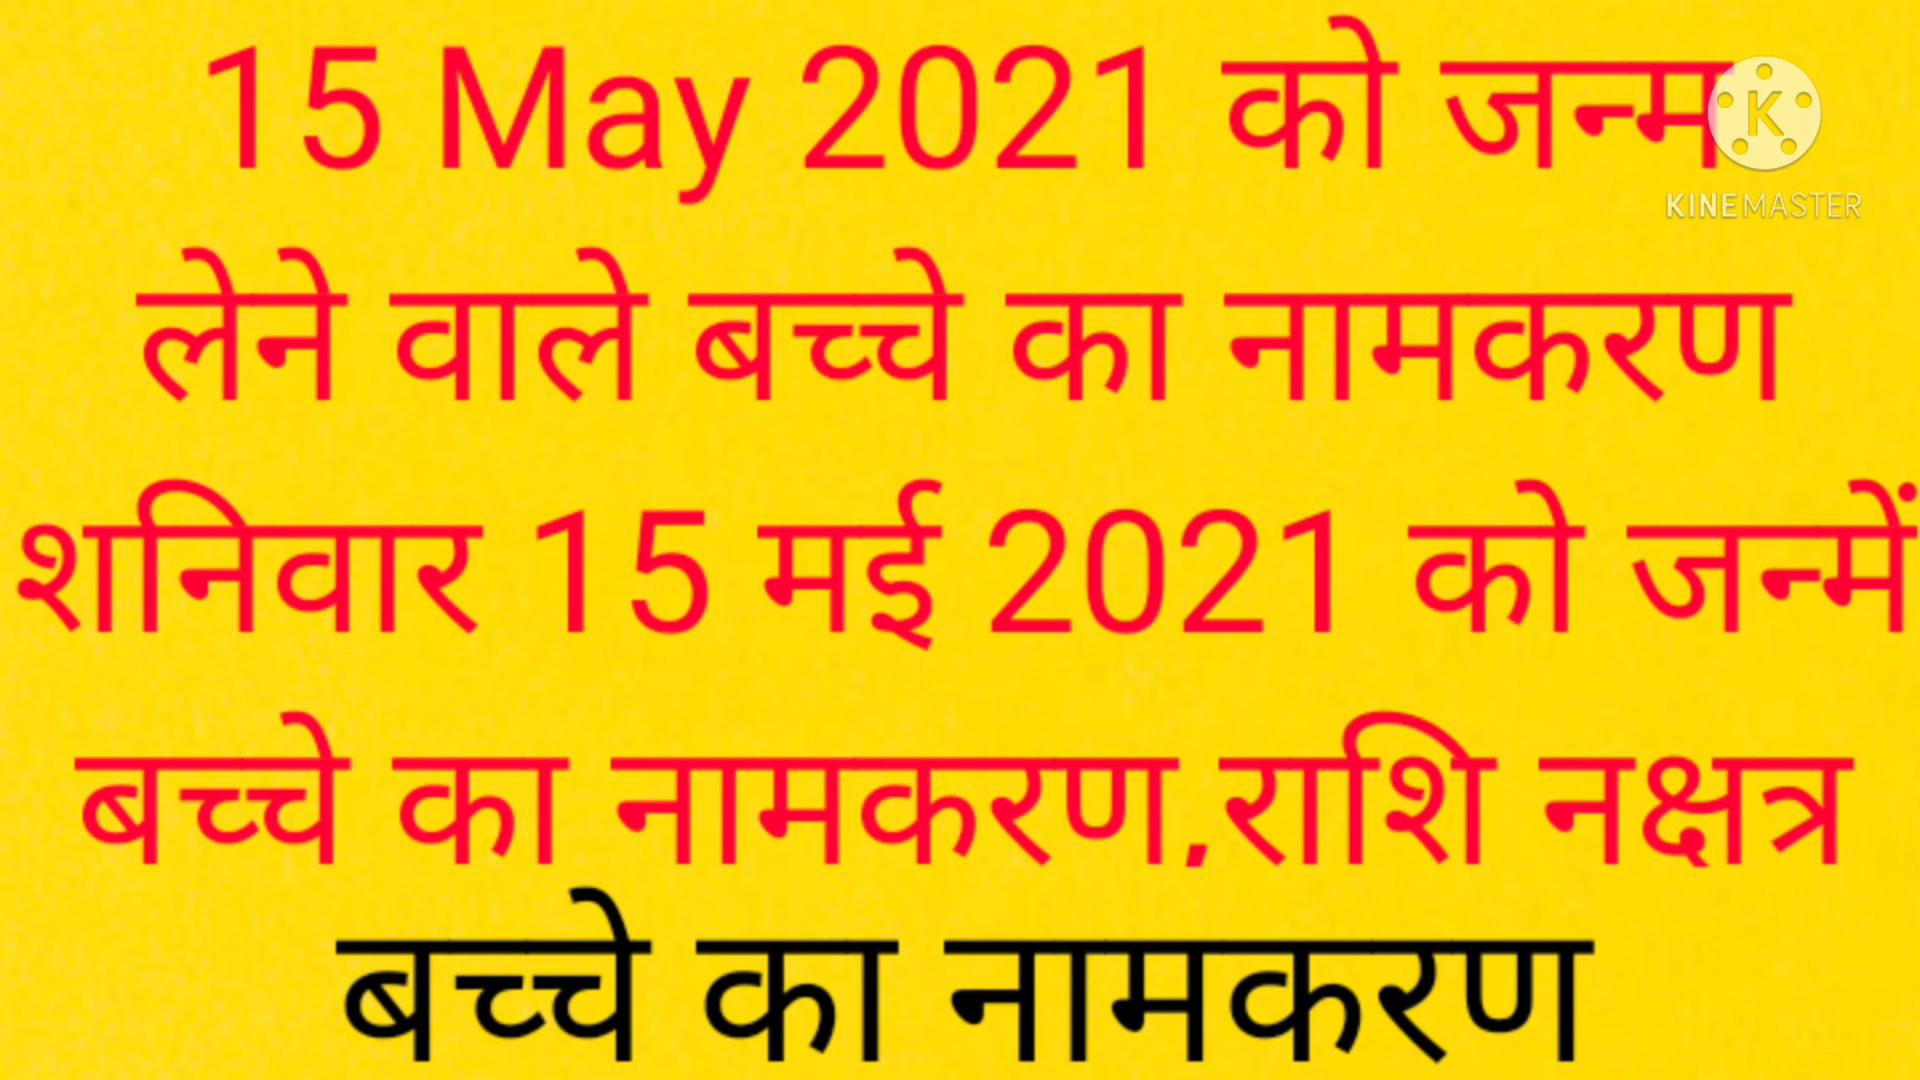 15 May 2021 को जन्म
KINEMASTER
लेने वाले बच्चे का नामकरण
शनिवार 15 मई 2021 को जन्में
बच्चे का नामकरण,राशि नक्षत्र
बच्चे का नामकरण